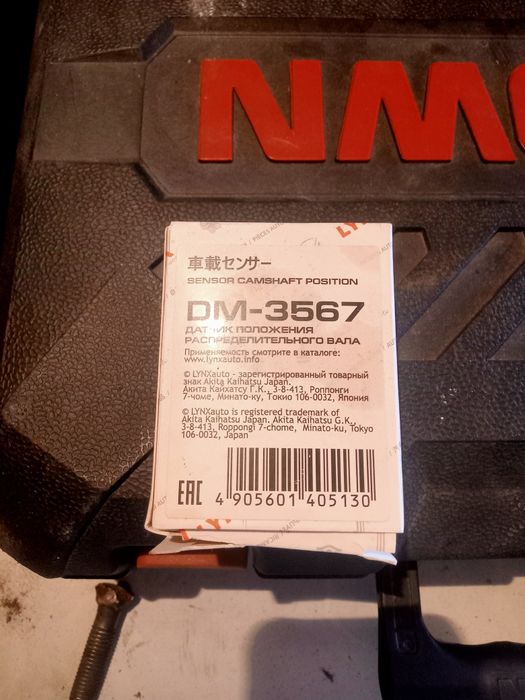 車載センサー
SENSOR CAMSHAFT POSITION
DM-3567
ДАТЧИК ПОЛОЖЕНИЯ
РАСПРЕДЕЛИТЕЛЬНОГО ВАЛА
Применяемость смотрите в каталоге:
www.lynxauto.info
© LYNXauto - зарегистрированный товарный
знак Akita Kaihatsu Japan.
Акита Кайхатсу Г.К., 3-8-413, Роппонги
7-чоме, Минато-ку, Токио 106-0032, Япония
© LYNXauto is registered trademark of
Akita Kaihatsu Japan. Akita Kaihatsu G.K.,
3-8-413, Roppongi 7-chome, Minato-ku, Tokyo
106-0032, Japan
EAC
4 905601 405130